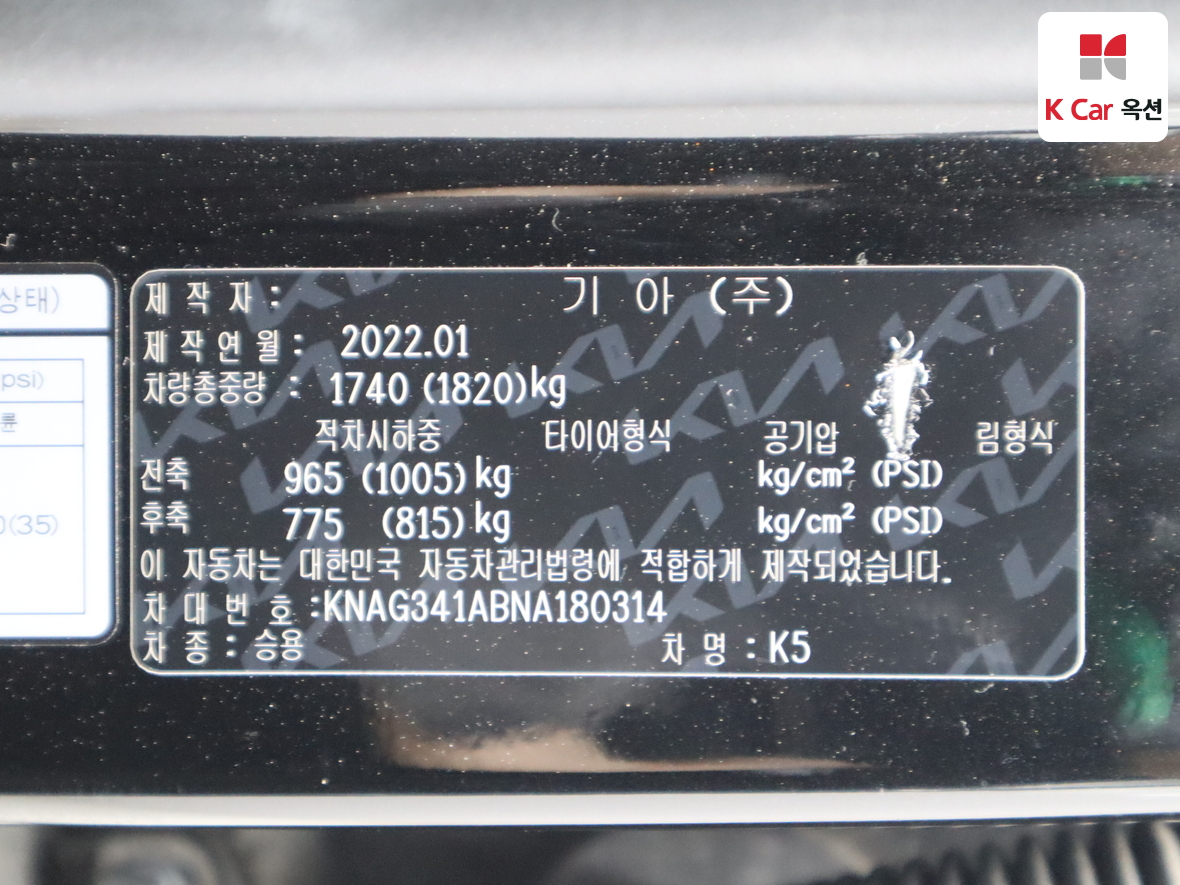 K Car 옥션
상태)
psi)
륜
0(35)
제 작 자 : 기 아 (주)
제 작 연 월 : 2022.01
차량총중량 : 1740 (1820)kg
적차시하중 타이어형식 공기압 림형식
전축 965 (1005) kg kg/cm² (PSI)
후축 775 (815) kg kg/cm² (PSI)
이 자동차는 대한민국 자동차관리법령에 적합하게 제작되었습니다.
차 대 번 호 :KNAG341ABNA180314
차 종 : 승용 차 명 : K5